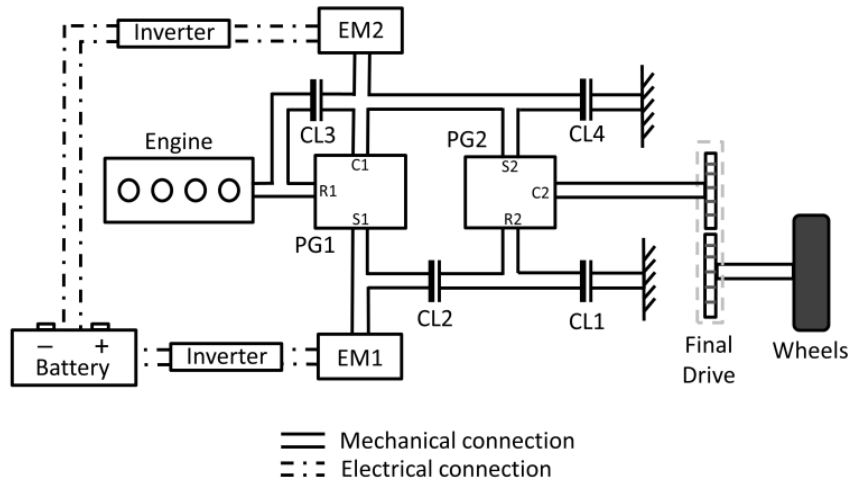 Inverter
EM2
CL3
CL4
Engine
PG2
C1
S2
R1
C2
S1
R2
PG1
CL2
CL1
− +
Battery
Inverter
EM1
Final
Drive
Wheels
Mechanical connection
Electrical connection